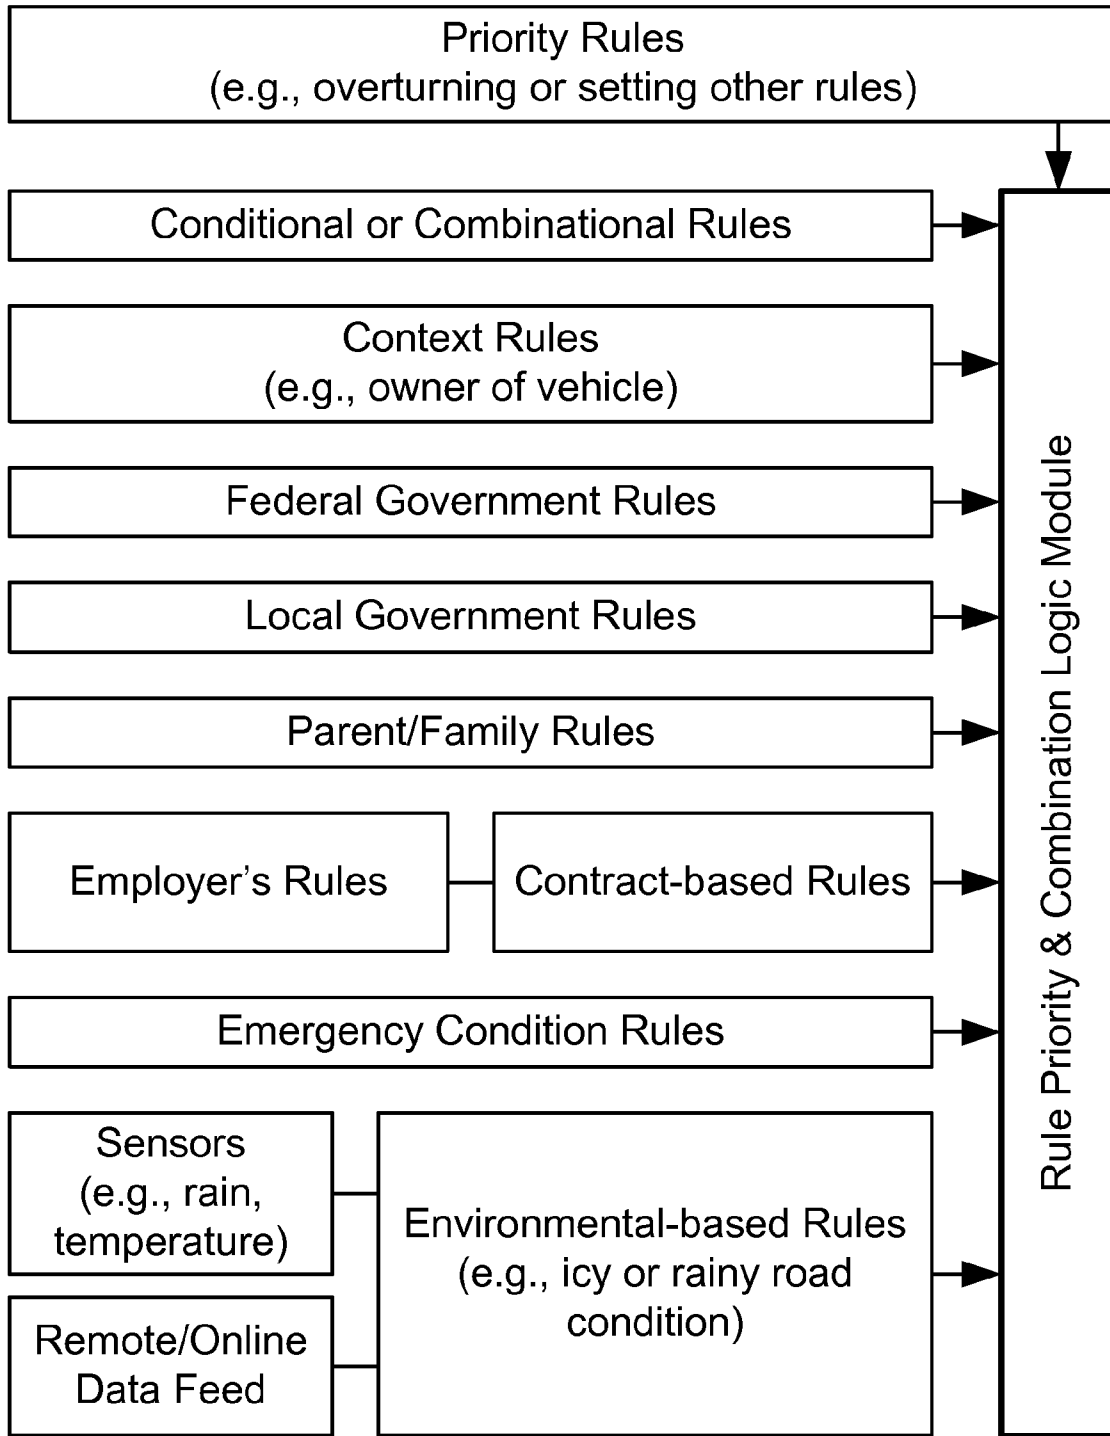 Priority Rules
(e.g., overturning or setting other rules)
Conditional or Combinational Rules
Context Rules
(e.g., owner of vehicle)
Federal Government Rules
Local Government Rules
Parent/Family Rules
Employer’s Rules
Contract-based Rules
Emergency Condition Rules
Sensors
(e.g., rain,
temperature)
Remote/Online
Data Feed
Environmental-based Rules
(e.g., icy or rainy road
condition)
Rule Priority & Combination Logic Module